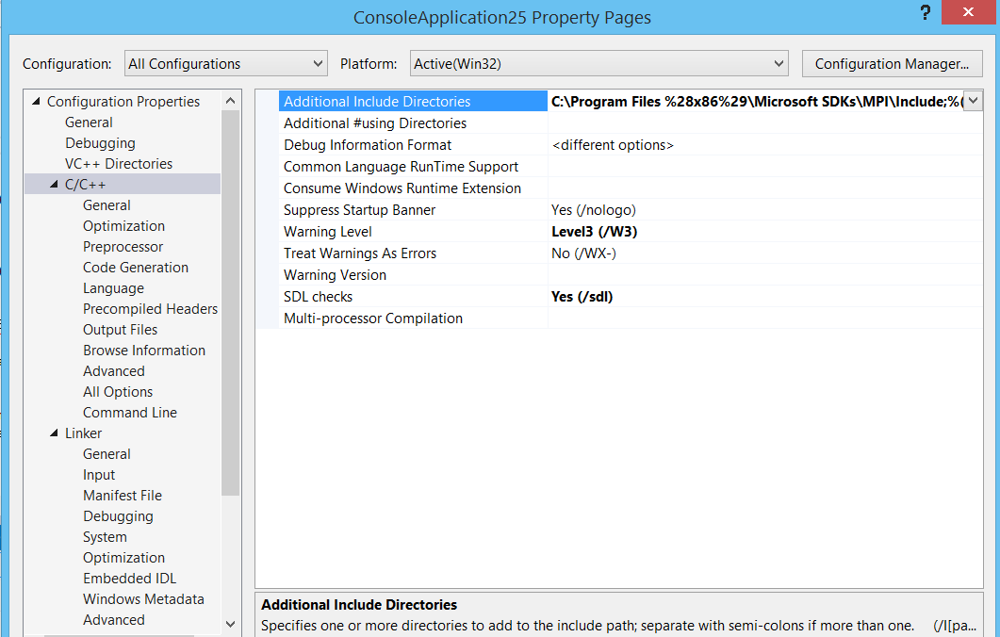 ConsoleApplication25 Property Pages
? ×
Configuration: All Configurations Platform: Active(Win32) Configuration Manager...
Configuration Properties
General
Debugging
VC++ Directories
C/C++
General
Optimization
Preprocessor
Code Generation
Language
Precompiled Headers
Output Files
Browse Information
Advanced
All Options
Command Line
Linker
General
Input
Manifest File
Debugging
System
Optimization
Embedded IDL
Windows Metadata
Advanced
Additional Include Directories C:\Program Files %28x86%29\Microsoft SDKs\MPI\Include;%(
Additional #using Directories
Debug Information Format <different options>
Common Language RunTime Support
Consume Windows Runtime Extension
Suppress Startup Banner Yes (/nologo)
Warning Level Level3 (/W3)
Treat Warnings As Errors No (/WX-)
Warning Version
SDL checks Yes (/sdl)
Multi-processor Compilation
Additional Include Directories
Specifies one or more directories to add to the include path; separate with semi-colons if more than one. (/I[pa...